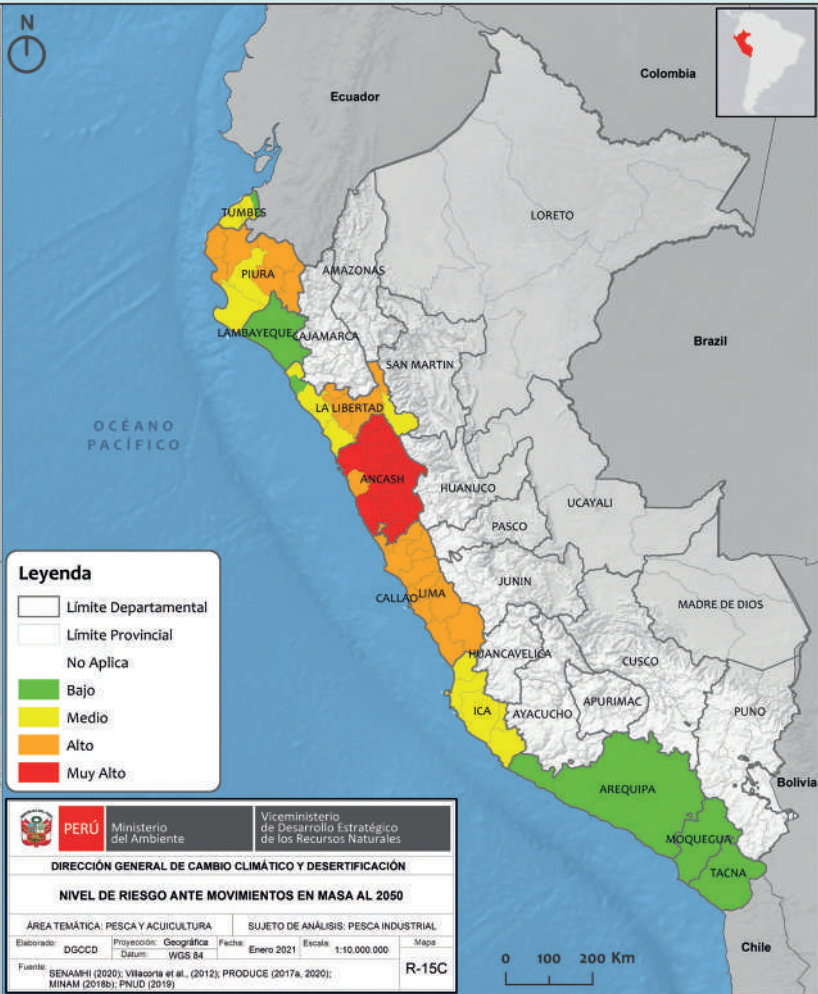 N
Ecuador
Colombia
TUMBES
LORETO
AMAZONAS
PIURA
LAMBAYEQUE
CAJAMARCA
SAN MARTIN
Brazil
LA LIBERTAD
OCÉANO
PACÍFICO
ANCASH
HUANUCO
UCAYALI
PASCO
JUNIN
CALLAO
LIMA
MADRE DE DIOS
HUANCAVELICA
CUSCO
ICA
AYACUCHO
APURIMAC
PUNO
AREQUIPA
Bolivia
MOQUEGUA
TACNA
Chile
0 100 200 Km
Leyenda
Límite Departamental
Límite Provincial
No Aplica
Bajo
Medio
Alto
Muy Alto
PERÚ
Ministerio
del Ambiente
Viceministerio
de Desarrollo Estratégico
de los Recursos Naturales
DIRECCIÓN GENERAL DE CAMBIO CLIMÁTICO Y DESERTIFICACIÓN
NIVEL DE RIESGO ANTE MOVIMIENTOS EN MASA AL 2050
ÁREA TEMÁTICA: PESCA Y ACUICULTURA
SUJETO DE ANÁLISIS: PESCA INDUSTRIAL
Elaborado: DGCCD
Proyección: Geográfica
Datum: WGS 84
Fecha: Enero 2021
Escala: 1:10.000.000
Mapa
R-15C
Fuente: SENAMHI (2020); Villacorta et al., (2012); PRODUCE (2017a, 2020);
MINAM (2018b); PNUD (2019)